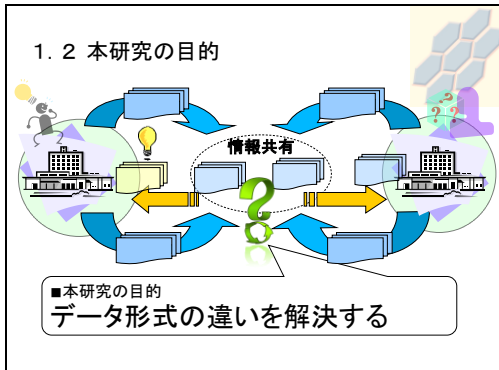 １．２ 本研究の目的
情報共有
■本研究の目的
データ形式の違いを解決する